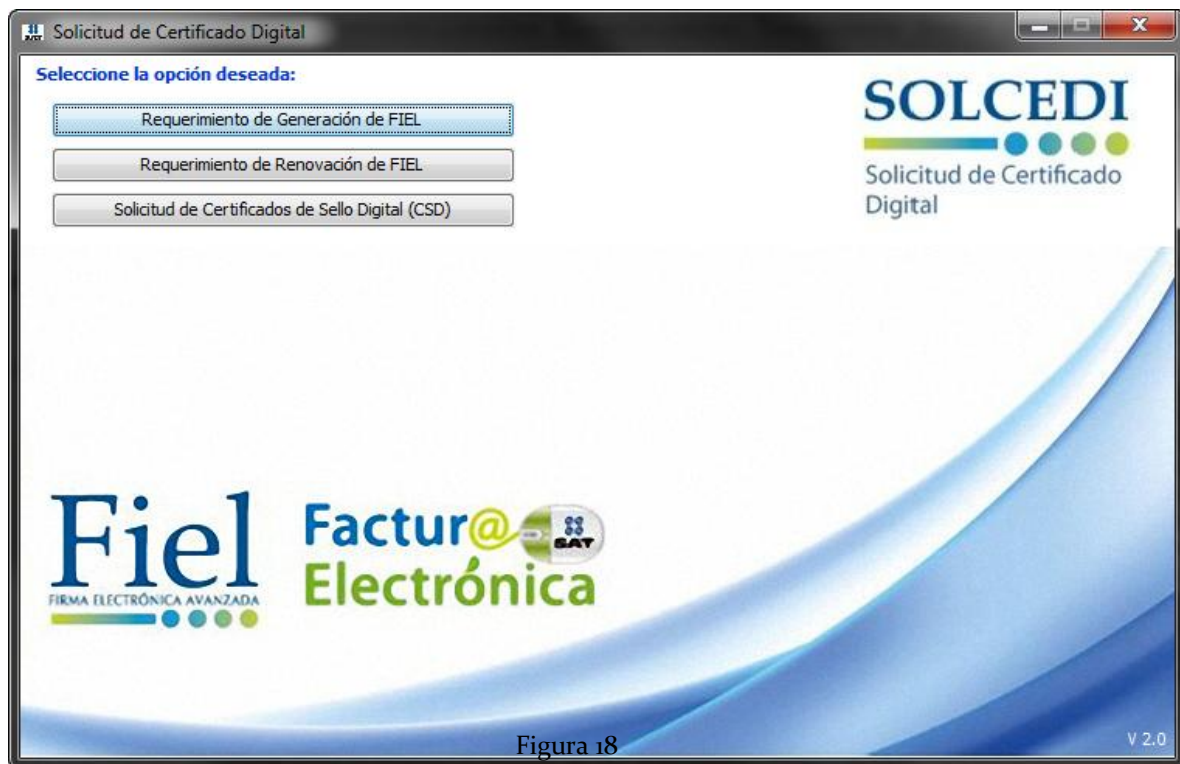 Solicitud de Certificado Digital
Seleccione la opción deseada:
Requerimiento de Generación de FIEL
Requerimiento de Renovación de FIEL
Solicitud de Certificados de Sello Digital (CSD)
SOLCEDI
Solicitud de Certificado
Digital
Fiel
FIRMA ELECTRÓNICA AVANZADA
Factur@
SAT
Electrónica
Figura 18
V 2.0